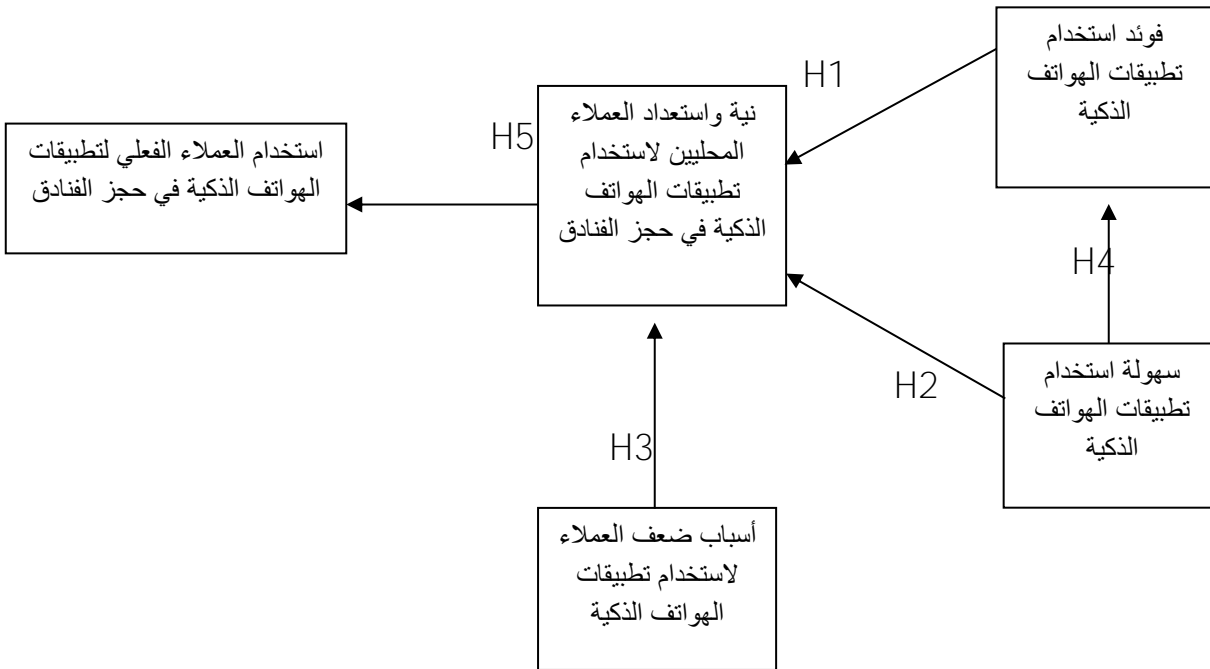 فوئد استخدام
تطبيقات الهواتف
الذكية
H1
نية واستعداد العملاء
المحليين لاستخدام
تطبيقات الهواتف
الذكية في حجز الفنادق
H5
استخدام العملاء الفعلي لتطبيقات
الهواتف الذكية في حجز الفنادق
H4
سهولة استخدام
تطبيقات الهواتف
الذكية
H2
H3
أسباب ضعف العملاء
لاستخدام تطبيقات
الهواتف الذكية